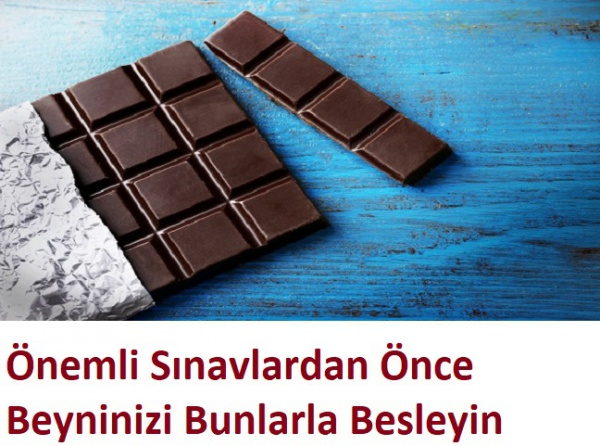 Önemli Sınavlardan Önce
Beyninizi Bunlarla Besleyin